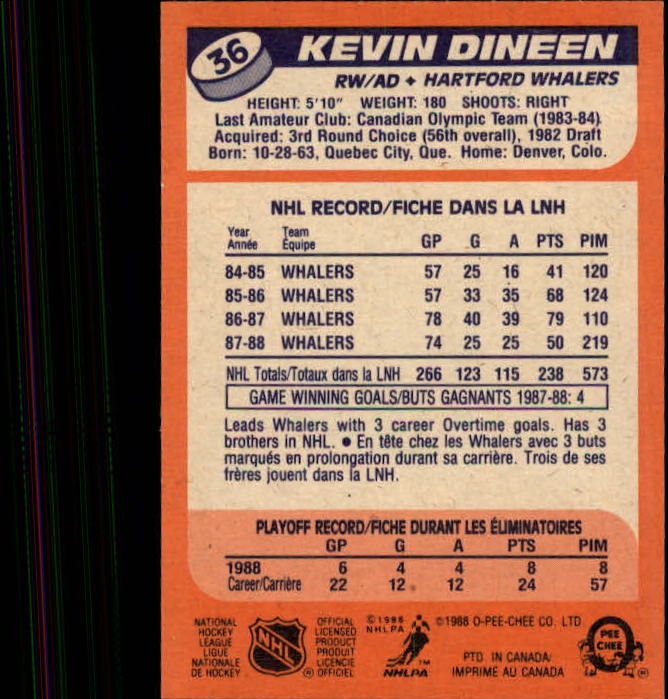 36 KEVIN DINEEN
RW/AD ♦ HARTFORD WHALERS
HEIGHT: 5'10" WEIGHT: 180 SHOOTS: RIGHT
Last Amateur Club: Canadian Olympic Team (1983-84)
Acquired: 3rd Round Choice (56th overall), 1982 Draft
Born: 10-28-63, Quebec City, Que. Home: Denver, Colo.
NHL RECORD/FICHE DANS LA LNH
Year Team
Année Équipe GP G A PTS PIM
84-85 WHALERS 57 25 16 41 120
85-86 WHALERS 57 33 35 68 124
86-87 WHALERS 78 40 39 79 110
87-88 WHALERS 74 25 25 50 219
NHL Totals/Totaux dans la LNH 266 123 115 238 573
GAME WINNING GOALS/BUTS GAGNANTS 1987-88: 4
Leads Whalers with 3 career Overtime goals. Has 3
brothers in NHL. ● En tête chez les Whalers avec 3 buts
marqués en prolongation durant sa carrière. Trois de ses
frères jouent dans la LNH.
PLAYOFF RECORD/FICHE DURANT LES ÉLIMINATOIRES
GP G A PTS PIM
1988 6 4 4 8 8
Career/Carrière 22 12 12 24 57
NATIONAL
HOCKEY
LEAGUE
LIGUE
NATIONALE
DE HOCKEY
NHL
®
OFFICIAL
LICENSED
PRODUCT
PRODUIT
LICENCIÉ
OFFICIEL
© 1986
NHLPA
™
NHLPA
©1988 O-PEE-CHEE CO. LTD.
PTD. IN CANADA/
IMPRIMÉ AU CANADA
O
PEE
CHEE